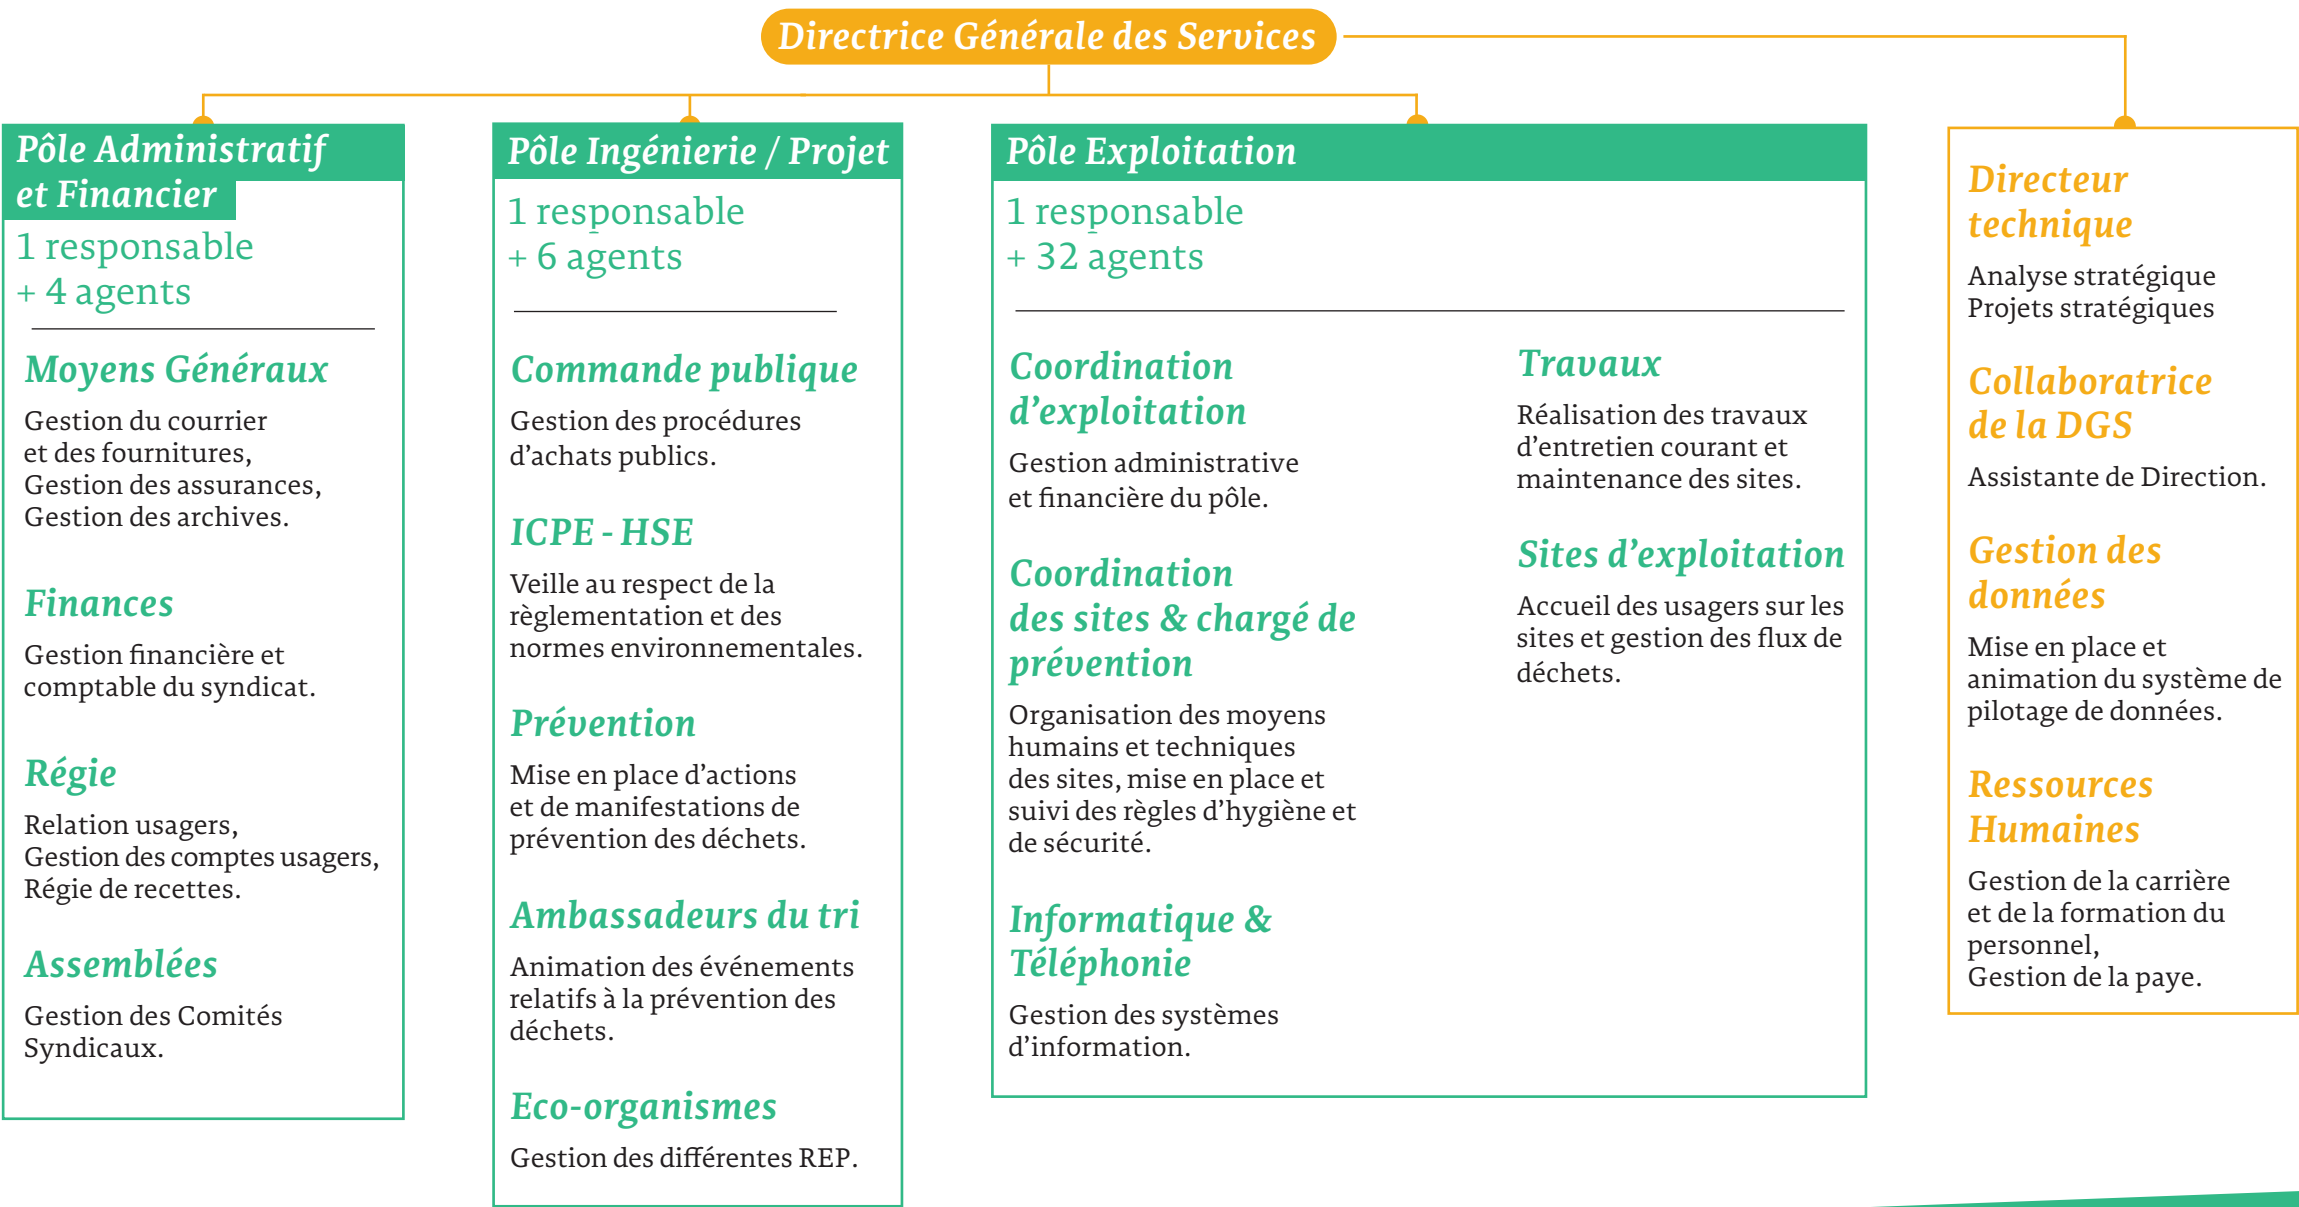 Directrice Générale des Services
Pôle Administratif
et Financier
1 responsable
+ 4 agents
Moyens Généraux
Gestion du courrier
et des fournitures,
Gestion des assurances,
Gestion des archives.
Finances
Gestion financière et
comptable du syndicat.
Régie
Relation usagers,
Gestion des comptes usagers,
Régie de recettes.
Assemblées
Gestion des Comités
Syndicaux.
Pôle Ingénierie / Projet
1 responsable
+ 6 agents
Commande publique
Gestion des procédures
d'achats publics.
ICPE - HSE
Veille au respect de la
règlementation et des
normes environnementales.
Prévention
Mise en place d'actions
et de manifestations de
prévention des déchets.
Ambassadeurs du tri
Animation des événements
relatifs à la prévention des
déchets.
Eco-organismes
Gestion des différentes REP.
Pôle Exploitation
1 responsable
+ 32 agents
Coordination
d'exploitation
Gestion administrative
et financière du pôle.
Coordination
des sites & chargé de
prévention
Organisation des moyens
humains et techniques
des sites, mise en place et
suivi des règles d'hygiène et
de sécurité.
Informatique &
Téléphonie
Gestion des systèmes
d'information.
Travaux
Réalisation des travaux
d'entretien courant et
maintenance des sites.
Sites d'exploitation
Accueil des usagers sur les
sites et gestion des flux de
déchets.
Directeur
technique
Analyse stratégique
Projets stratégiques
Collaboratrice
de la DGS
Assistante de Direction.
Gestion des
données
Mise en place et
animation du système de
pilotage de données.
Ressources
Humaines
Gestion de la carrière
et de la formation du
personnel,
Gestion de la paye.